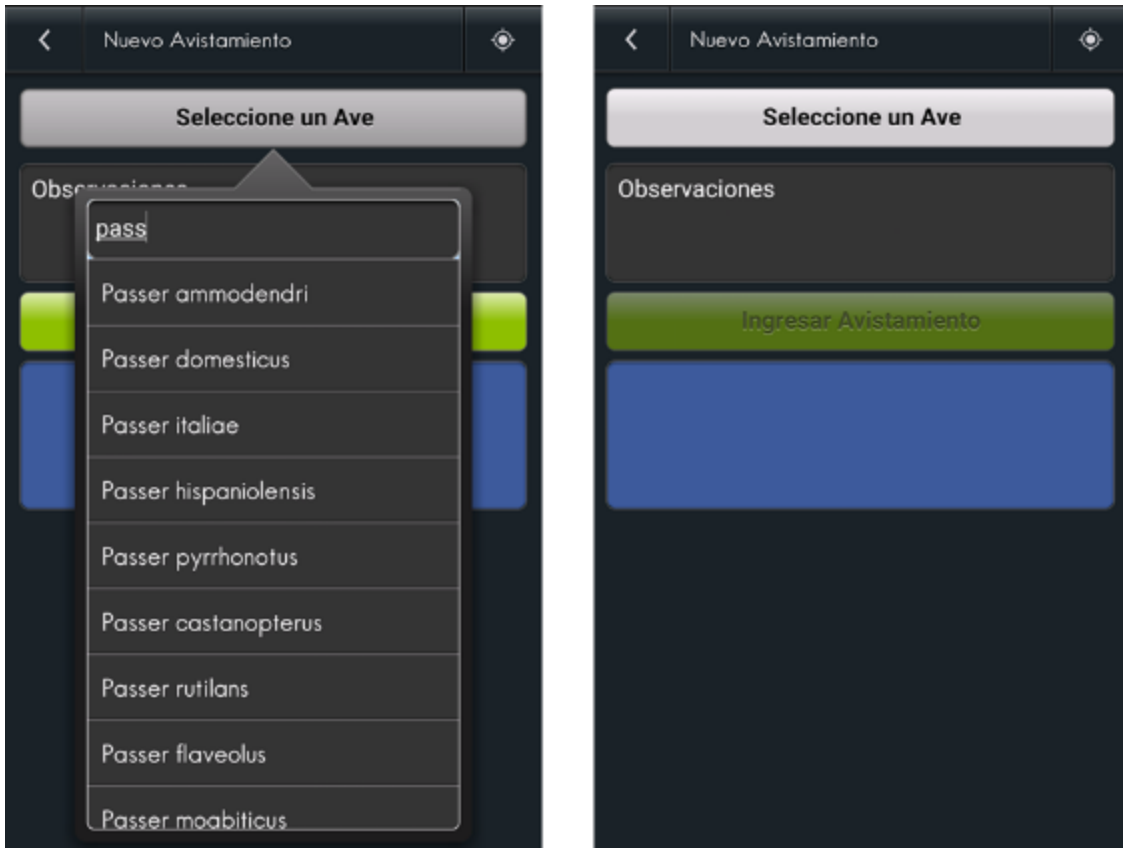 Nuevo Avistamiento
Seleccione un Ave
Observaciones
pass
Passer ammodendri
Passer domesticus
Passer italiae
Passer hispaniolensis
Passer pyrrhonotus
Passer castanopterus
Passer rutilans
Passer flaveolus
Passer moabiticus
Nuevo Avistamiento
Seleccione un Ave
Observaciones
Ingresar Avistamiento